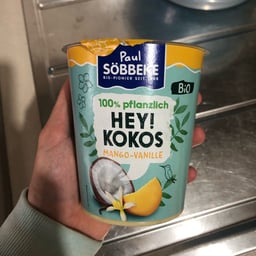 Paul
SÖBBEKE
BIO-PIONIER SEIT 1988
BiO
100% pflanzlich
HEY!
KOKOS
MANGO-VANILLE